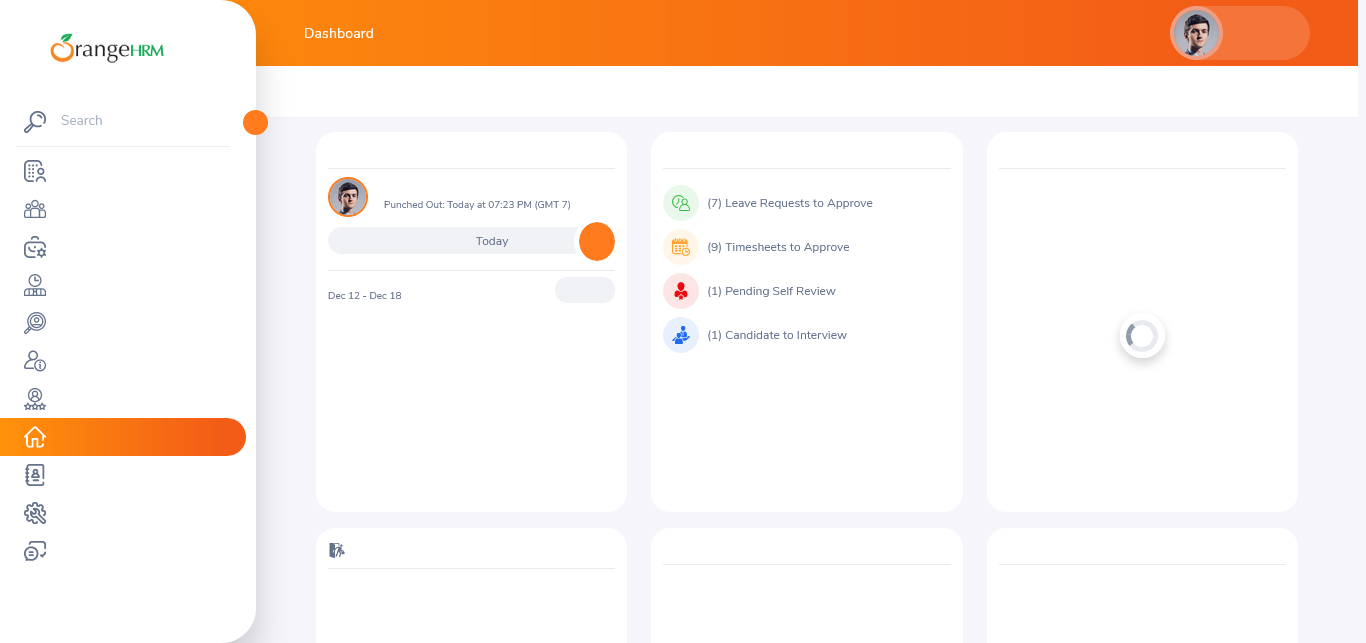 OrangeHRM
Dashboard
Search
Punched Out: Today at 07:23 PM (GMT 7)
Today
Dec 12 - Dec 18
(7) Leave Requests to Approve
(9) Timesheets to Approve
(1) Pending Self Review
(1) Candidate to Interview